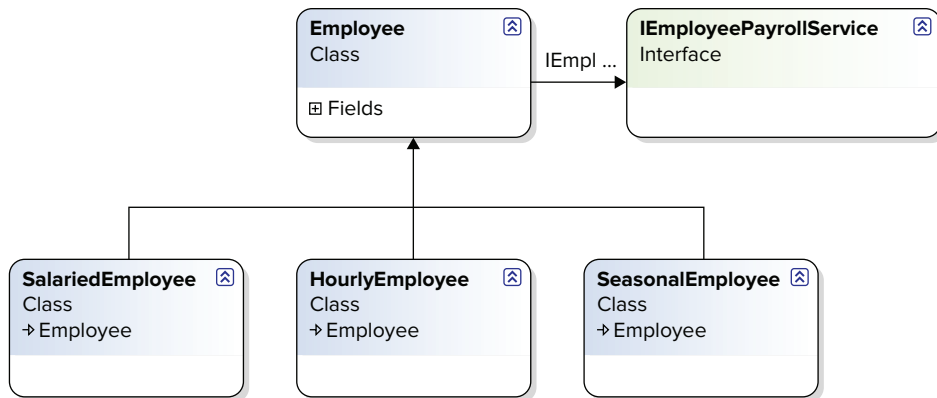 Employee
Class
Fields
IEmpl ...
IEmployeePayrollService
Interface
SalariedEmployee
Class
Employee
HourlyEmployee
Class
Employee
SeasonalEmployee
Class
Employee